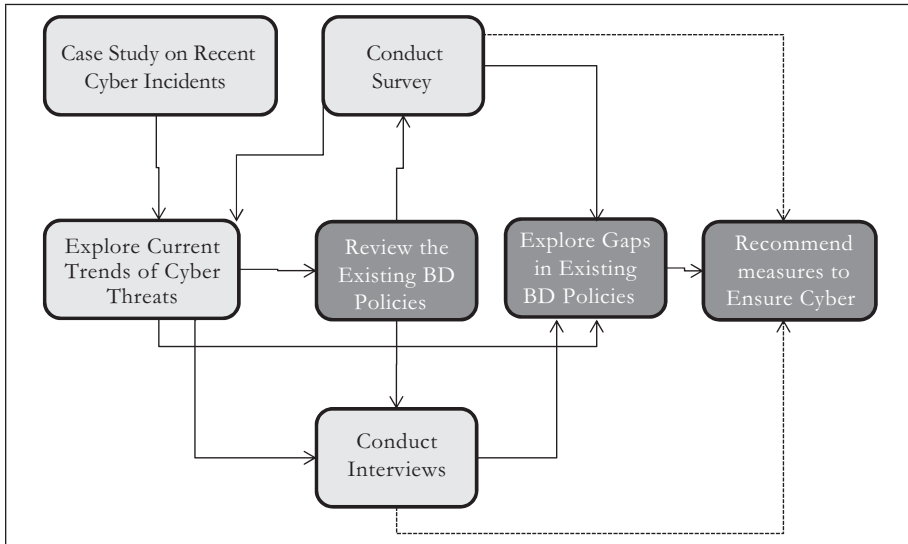 Case Study on Recent
Cyber Incidents
Conduct
Survey
Explore Current
Trends of Cyber
Threats
Review the
Existing BD
Policies
Explore Gaps
in Existing
BD Policies
Recommend
measures to
Ensure Cyber
Conduct
Interviews